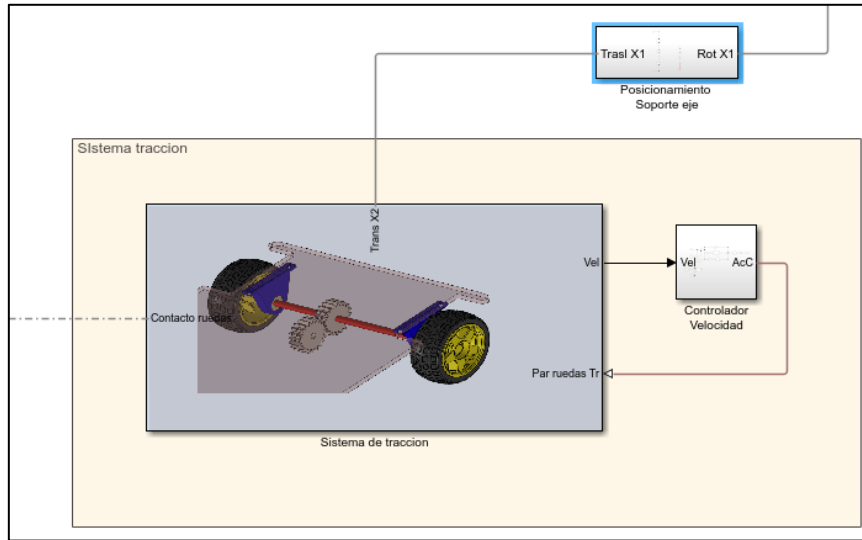 Trasl X1
Rot X1
Posicionamiento
Soporte eje
SIstema traccion
Trans X2
Vel
Vel
AcC
Contacto ruedas
Controlador
Velocidad
Par ruedas Tr
Sistema de traccion